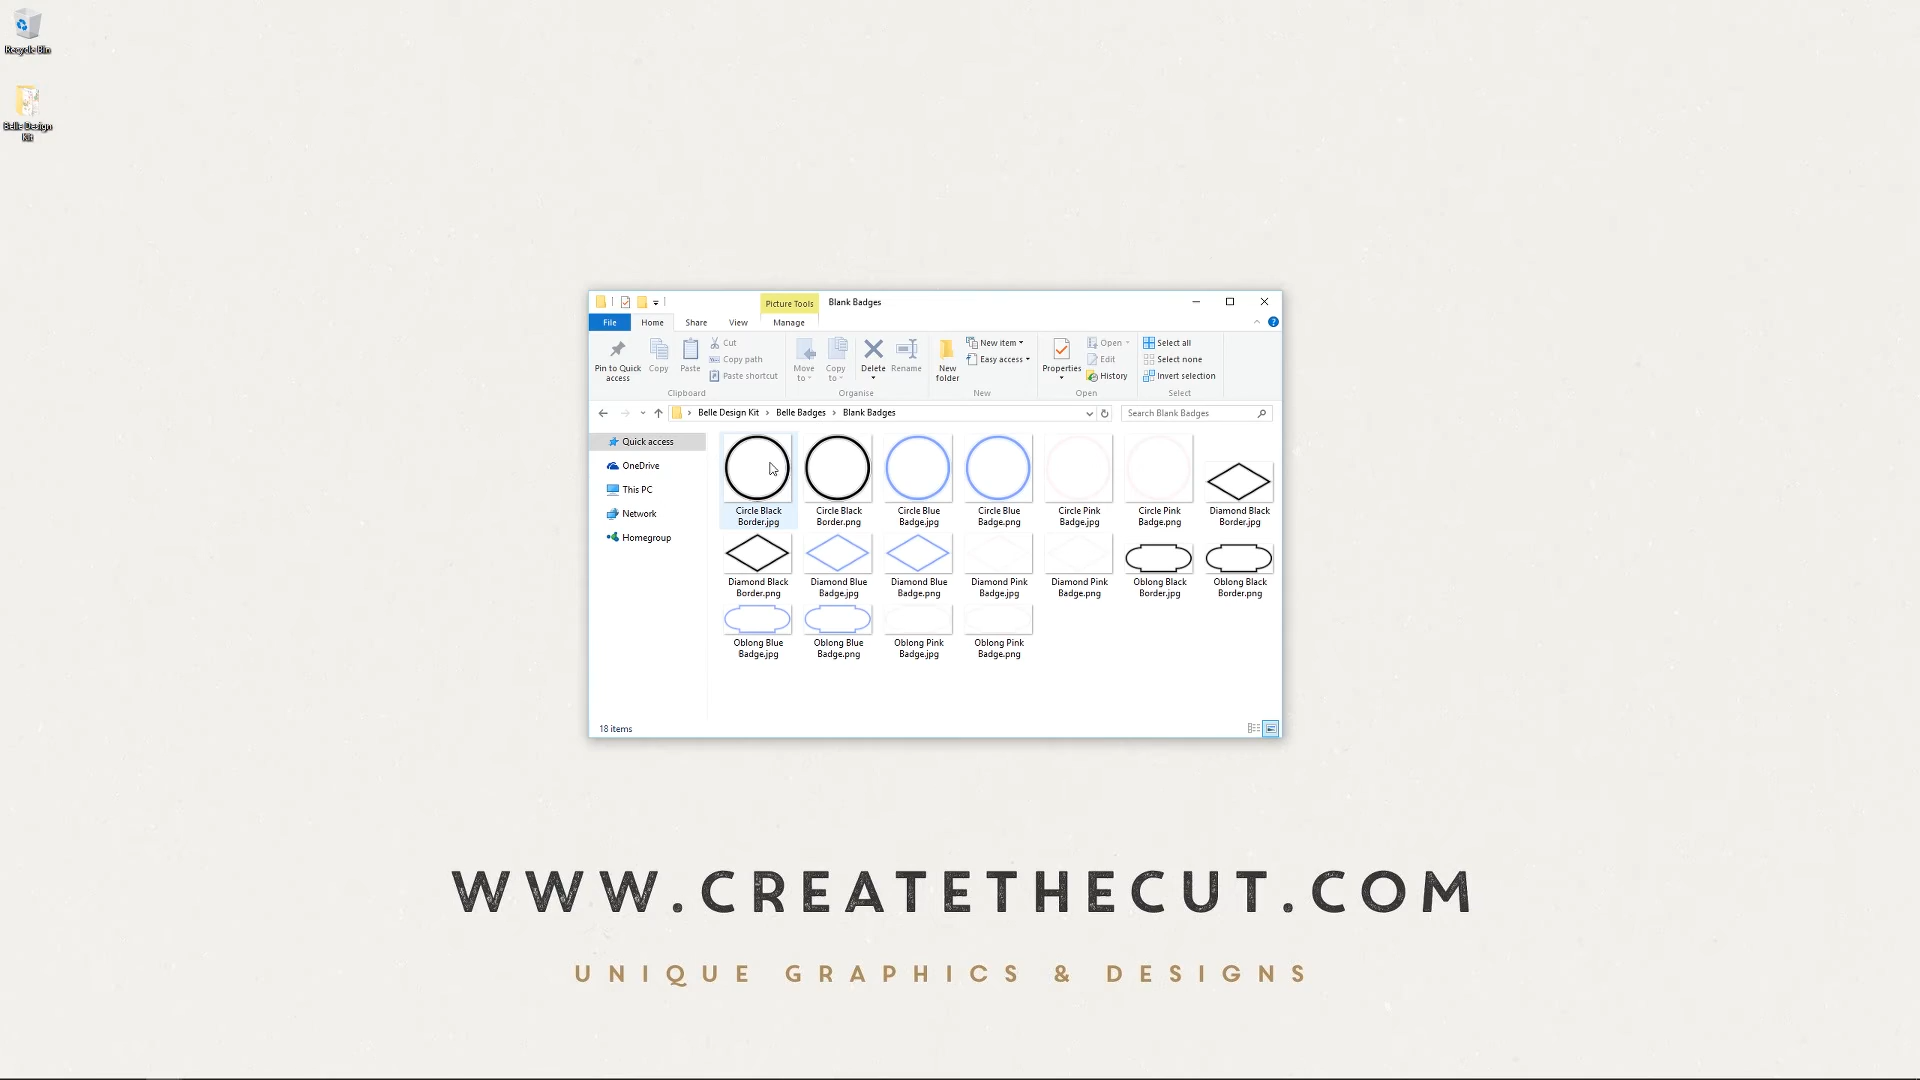 Recycle Bin
Belle Design
Kit
Picture Tools
Blank Badges
File
Home
Share
View
Manage
Pin to Quick
access
Copy
Paste
Cut
Copy path
Paste shortcut
Clipboard
Move
to
Copy
to
Delete
Rename
Organise
New
folder
New item
Easy access
New
Properties
Open
Edit
History
Open
Select all
Select none
Invert selection
Select
Belle Design Kit
Belle Badges
Blank Badges
Search Blank Badges
Quick access
OneDrive
This PC
Network
Homegroup
Circle Black
Border.jpg
Circle Black
Border.png
Circle Blue
Badge.jpg
Circle Blue
Badge.png
Circle Pink
Badge.jpg
Circle Pink
Badge.png
Diamond Black
Border.jpg
Diamond Black
Border.png
Diamond Blue
Badge.jpg
Diamond Blue
Badge.png
Diamond Pink
Badge.jpg
Diamond Pink
Badge.png
Oblong Black
Border.jpg
Oblong Black
Border.png
Oblong Blue
Badge.jpg
Oblong Blue
Badge.png
Oblong Pink
Badge.jpg
Oblong Pink
Badge.png
18 items
WWW.CREATETHECUT.COM
UNIQUE GRAPHICS & DESIGNS